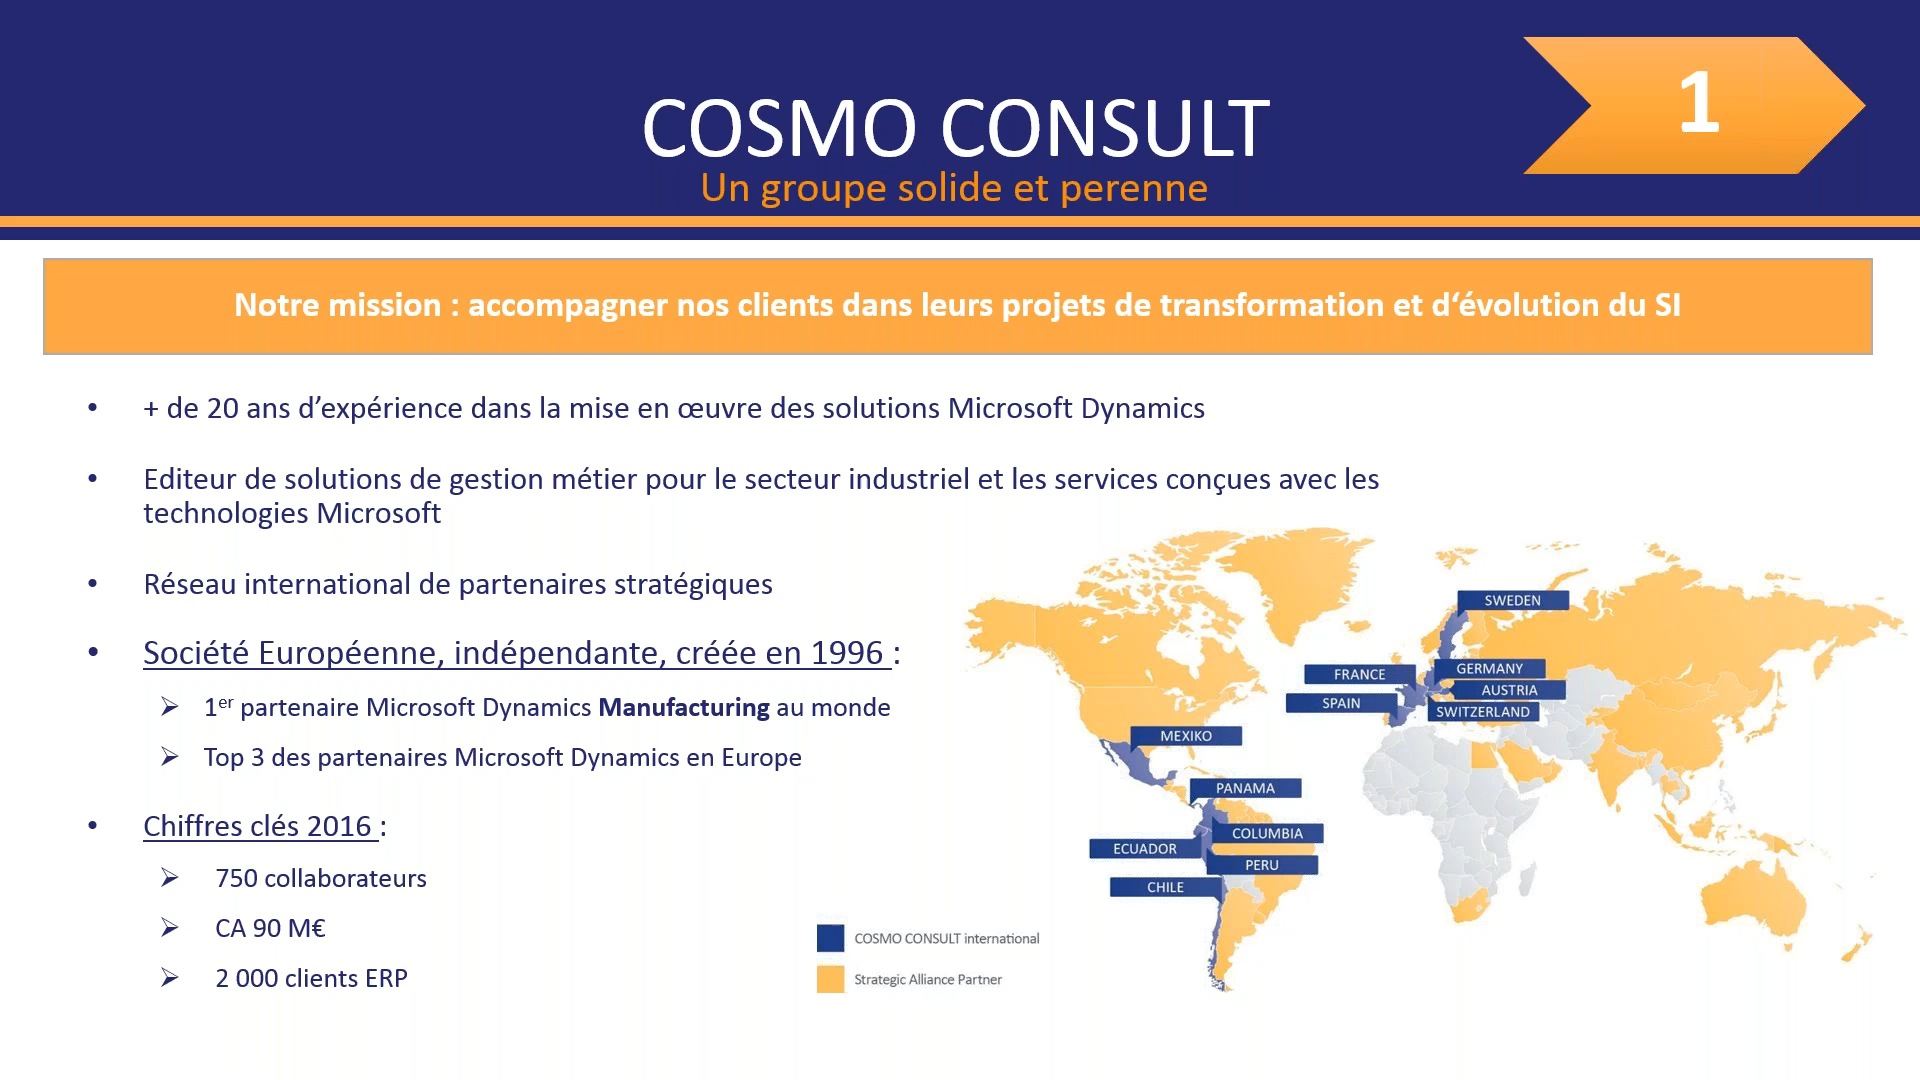 1
COSMO CONSULT
Un groupe solide et perenne
Notre mission : accompagner nos clients dans leurs projets de transformation et d‘évolution du SI
• + de 20 ans d’expérience dans la mise en œuvre des solutions Microsoft Dynamics
• Editeur de solutions de gestion métier pour le secteur industriel et les services conçues avec les
technologies Microsoft
• Réseau international de partenaires stratégiques
• Société Européenne, indépendante, créée en 1996 :
➢ 1er partenaire Microsoft Dynamics Manufacturing au monde
➢ Top 3 des partenaires Microsoft Dynamics en Europe
• Chiffres clés 2016 :
➢ 750 collaborateurs
➢ CA 90 M€
➢ 2 000 clients ERP
SWEDEN
FRANCE
GERMANY
AUSTRIA
SPAIN
SWITZERLAND
MEXIKO
PANAMA
COLUMBIA
ECUADOR
PERU
CHILE
COSMO CONSULT international
Strategic Alliance Partner